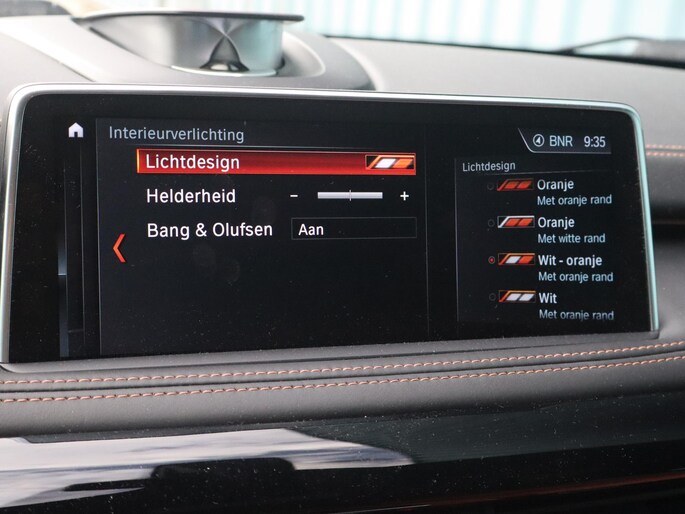 Interieurverlichting
BNR 9:35
Lichtdesign
Helderheid - +
Bang & Olufsen Aan
Lichtdesign
Oranje
Met oranje rand
Oranje
Met witte rand
Wit - oranje
Met oranje rand
Wit
Met oranje rand